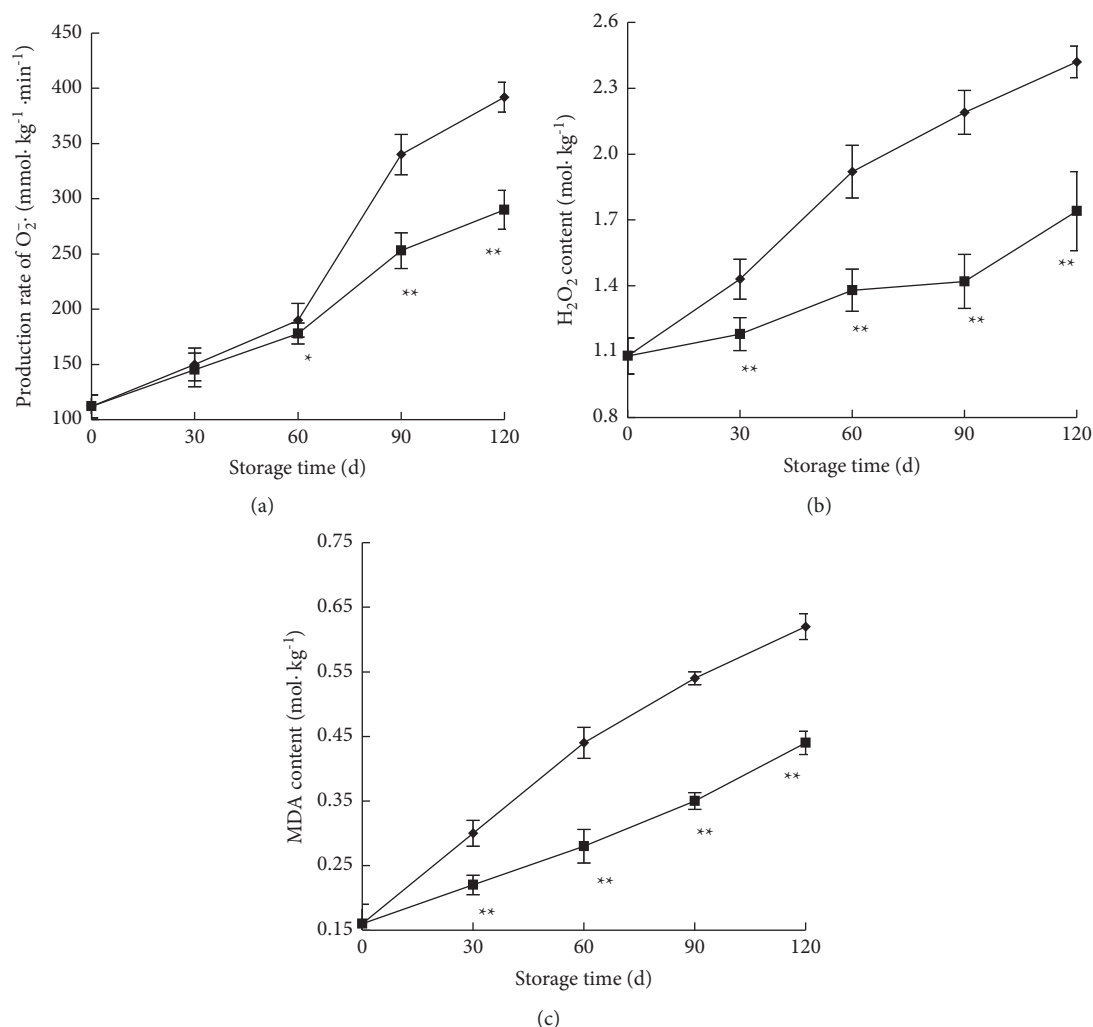 Production rate of O₂⁻· (mmol· kg⁻¹ ·min⁻¹)
450
400
350
300
250
200
150
100
*
**
**
0 30 60 90 120
Storage time (d)
(a)
H₂O₂ content (mol· kg⁻¹)
2.6
2.3
2.0
1.7
1.4
1.1
0.8
**
**
**
**
0 30 60 90 120
Storage time (d)
(b)
MDA content (mol· kg⁻¹)
0.75
0.65
0.55
0.45
0.35
0.25
0.15
**
**
**
**
0 30 60 90 120
Storage time (d)
(c)